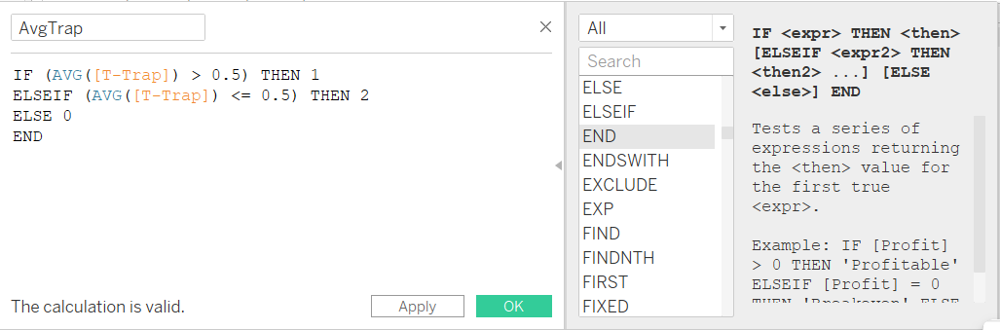 AvgTrap
IF (AVG([T-Trap]) > 0.5) THEN 1
ELSEIF (AVG([T-Trap]) <= 0.5) THEN 2
ELSE 0
END
The calculation is valid.
Apply
OK
All
Search
ELSE
ELSEIF
END
ENDSWITH
EXCLUDE
EXP
FIND
FINDNTH
FIRST
FIXED
IF <expr> THEN <then>
[ELSEIF <expr2> THEN
<then2> ...] [ELSE
<else>] END
Tests a series of
expressions returning
the <then> value for
the first true
<expr>.
Example: IF [Profit]
> 0 THEN 'Profitable'
ELSEIF [Profit] = 0
THEN 'Breakeven' ELSE